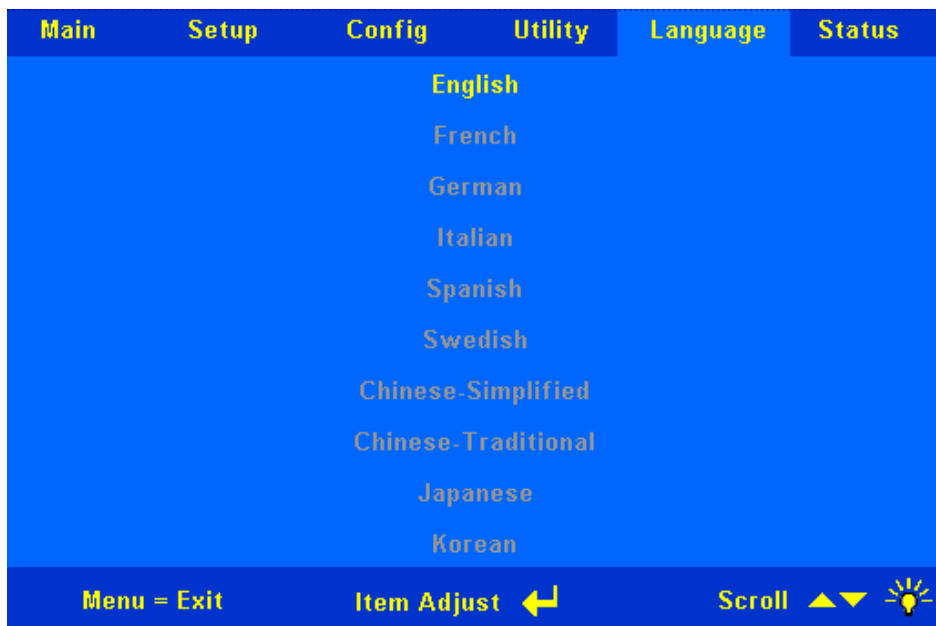 Main Setup Config Utility Language Status
English
French
German
Italian
Spanish
Swedish
Chinese-Simplified
Chinese-Traditional
Japanese
Korean
Menu = Exit Item Adjust Scroll